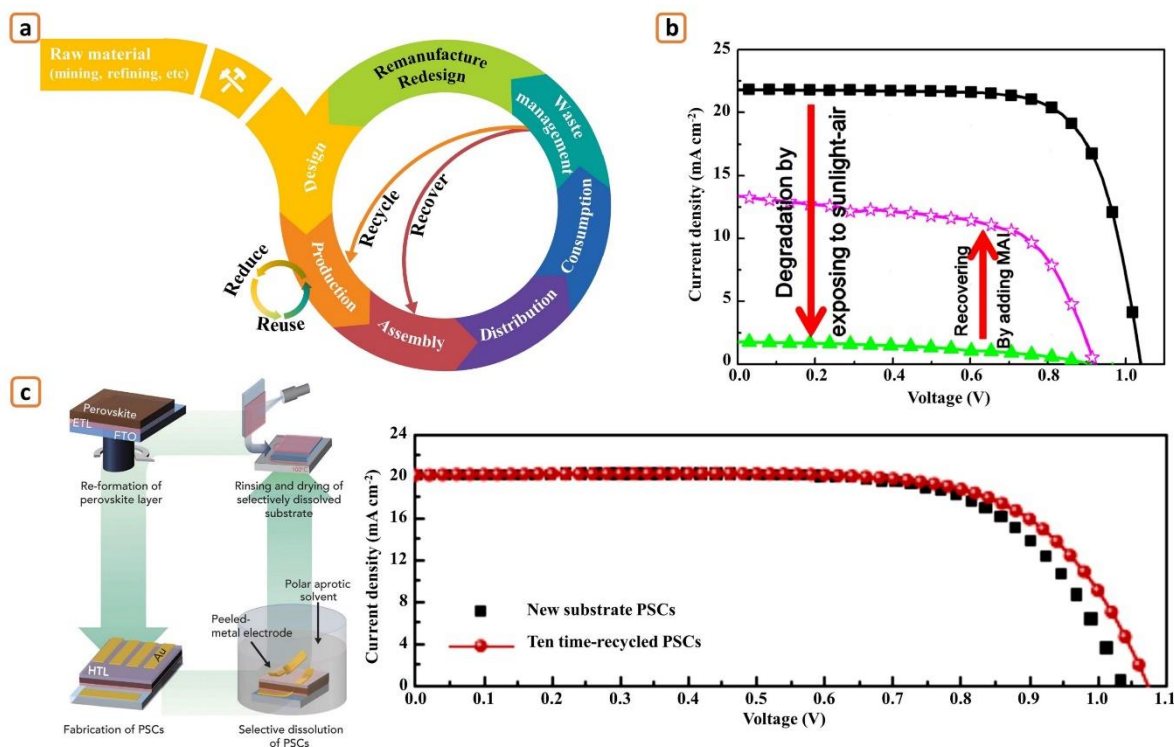 a
Raw material
(mining, refining, etc)
Design
Remanufacture
Redesign
Waste
management
Consumption
Distribution
Assembly
Production
Recycle
Recover
Reduce
Reuse
b
25
20
15
10
5
0
Current density (mA cm-2)
Degradation by
exposing to sunlight-air
Recovering
By adding MAI
0.0 0.2 0.4 0.6 0.8 1.0
Voltage (V)
c
Perovskite
ETL
FTO
Re-formation of
perovskite layer
100°C
Rinsing and drying of
selectively dissolved
substrate
Au
HTL
Fabrication of PSCs
Polar aprotic
solvent
Peeled-
metal electrode
Selective dissolution
of PSCs
24
20
16
12
8
4
0
Current density (mA cm-2)
New substrate PSCs
Ten time-recycled PSCs
0.0 0.1 0.2 0.3 0.4 0.5 0.6 0.7 0.8 0.9 1.0 1.1
Voltage (V)